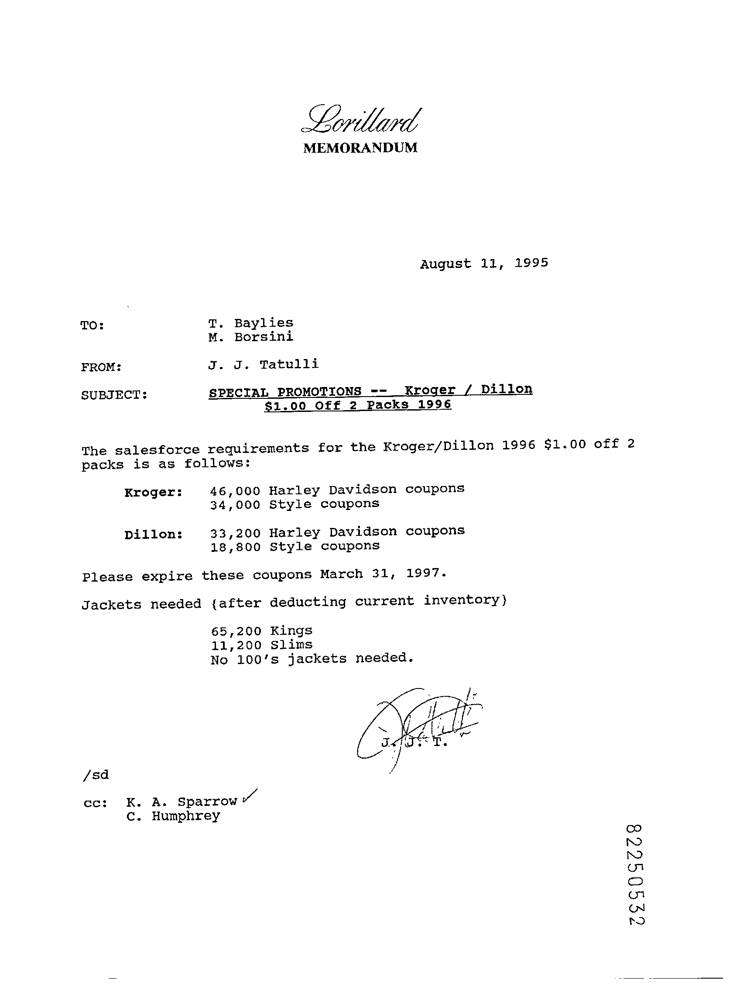 Lorillard
MEMORANDUM
August 11, 1995
TO: T. Baylies
M. Borsini
FROM: J. J. Tatulli
SUBJECT: SPECIAL PROMOTIONS -- Kroger / Dillon
$1.00 Off 2 Packs 1996
The salesforce requirements for the Kroger/Dillon 1996 $1.00 off 2
packs is as follows:
Kroger: 46,000 Harley Davidson coupons
34,000 Style coupons
Dillon: 33,200 Harley Davidson coupons
18,800 Style coupons
Please expire these coupons March 31, 1997.
Jackets needed (after deducting current inventory)
65,200 Kings
11,200 Slims
No 100's jackets needed.
J. J. T.
/sd
cc: K. A. Sparrow ✓
C. Humphrey
82250532